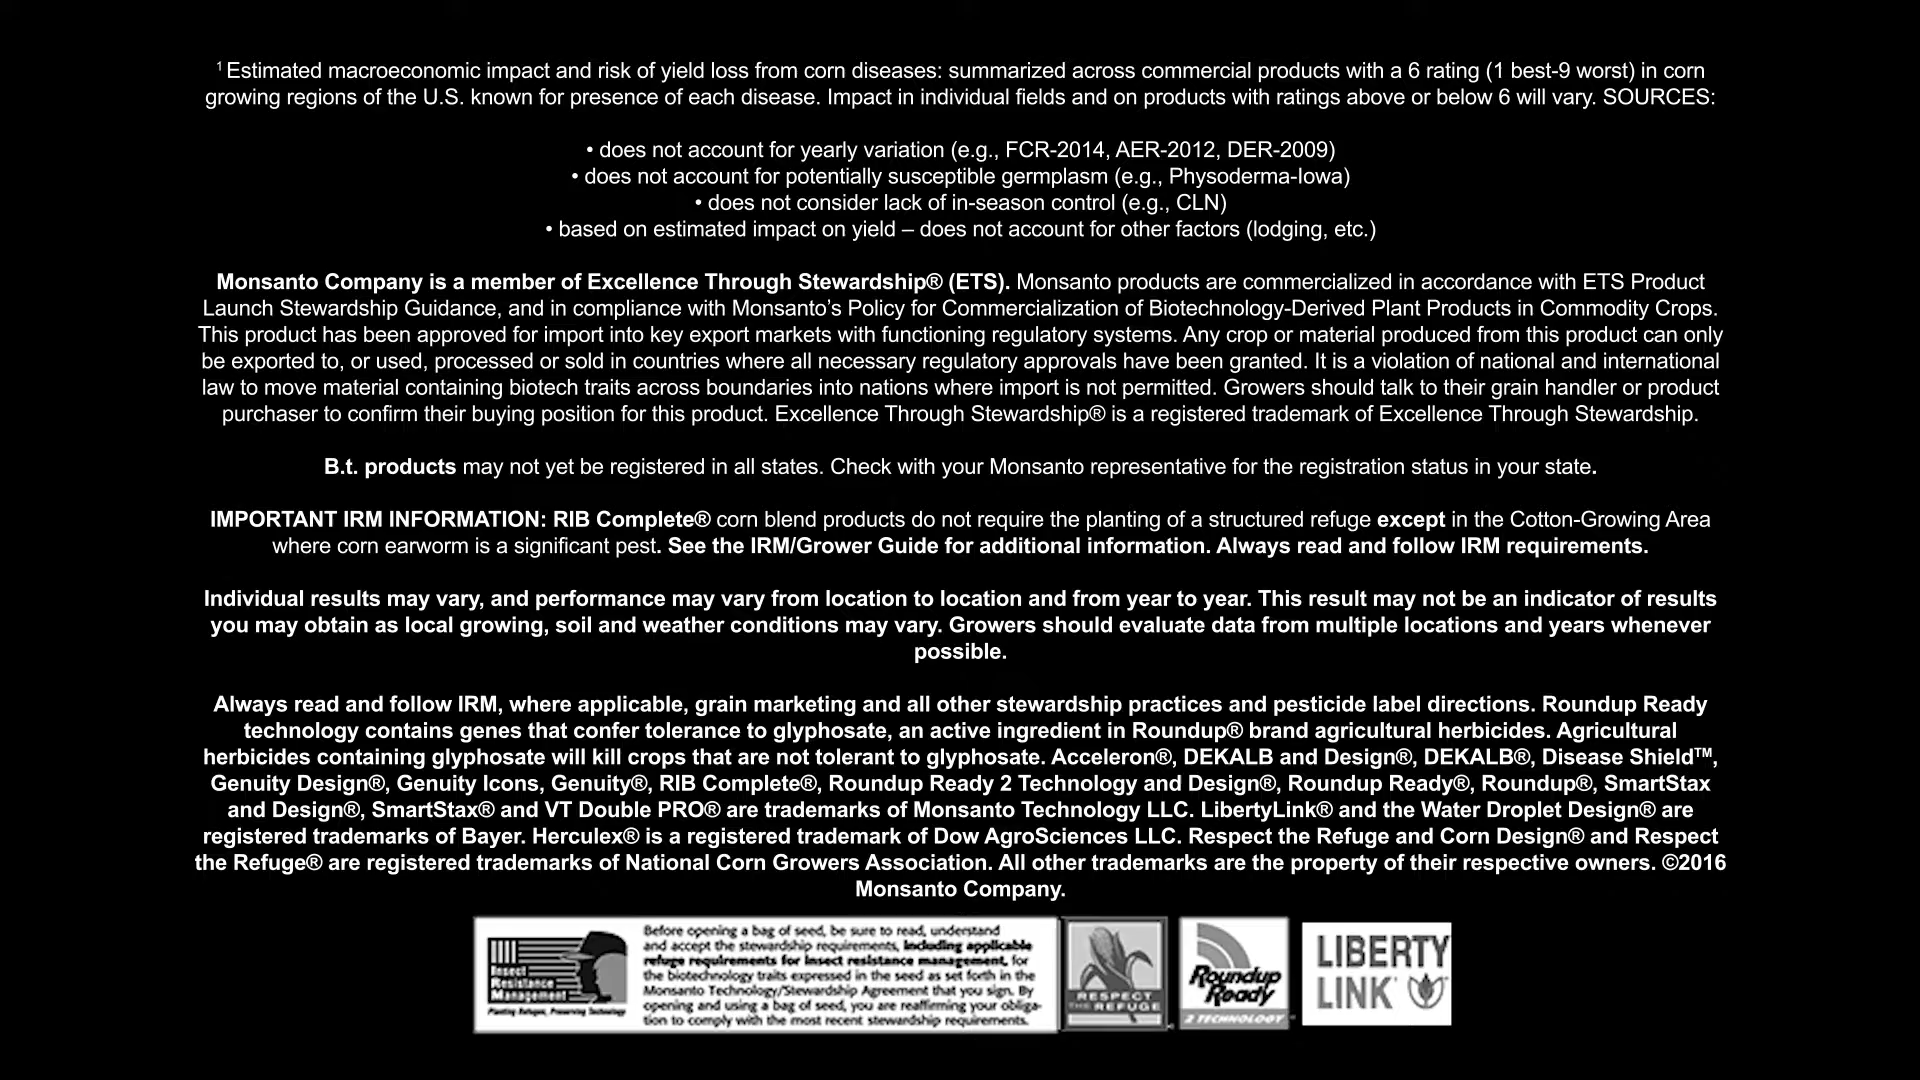 ¹ Estimated macroeconomic impact and risk of yield loss from corn diseases: summarized across commercial products with a 6 rating (1 best-9 worst) in corn
growing regions of the U.S. known for presence of each disease. Impact in individual fields and on products with ratings above or below 6 will vary. SOURCES:
• does not account for yearly variation (e.g., FCR-2014, AER-2012, DER-2009)
• does not account for potentially susceptible germplasm (e.g., Physoderma-Iowa)
• does not consider lack of in-season control (e.g., CLN)
• based on estimated impact on yield – does not account for other factors (lodging, etc.)
Monsanto Company is a member of Excellence Through Stewardship® (ETS). Monsanto products are commercialized in accordance with ETS Product
Launch Stewardship Guidance, and in compliance with Monsanto’s Policy for Commercialization of Biotechnology-Derived Plant Products in Commodity Crops.
This product has been approved for import into key export markets with functioning regulatory systems. Any crop or material produced from this product can only
be exported to, or used, processed or sold in countries where all necessary regulatory approvals have been granted. It is a violation of national and international
law to move material containing biotech traits across boundaries into nations where import is not permitted. Growers should talk to their grain handler or product
purchaser to confirm their buying position for this product. Excellence Through Stewardship® is a registered trademark of Excellence Through Stewardship.
B.t. products may not yet be registered in all states. Check with your Monsanto representative for the registration status in your state.
IMPORTANT IRM INFORMATION: RIB Complete® corn blend products do not require the planting of a structured refuge except in the Cotton-Growing Area
where corn earworm is a significant pest. See the IRM/Grower Guide for additional information. Always read and follow IRM requirements.
Individual results may vary, and performance may vary from location to location and from year to year. This result may not be an indicator of results
you may obtain as local growing, soil and weather conditions may vary. Growers should evaluate data from multiple locations and years whenever
possible.
Always read and follow IRM, where applicable, grain marketing and all other stewardship practices and pesticide label directions. Roundup Ready
technology contains genes that confer tolerance to glyphosate, an active ingredient in Roundup® brand agricultural herbicides. Agricultural
herbicides containing glyphosate will kill crops that are not tolerant to glyphosate. Acceleron®, DEKALB and Design®, DEKALB®, Disease Shield™,
Genuity Design®, Genuity Icons, Genuity®, RIB Complete®, Roundup Ready 2 Technology and Design®, Roundup Ready®, Roundup®, SmartStax
and Design®, SmartStax® and VT Double PRO® are trademarks of Monsanto Technology LLC. LibertyLink® and the Water Droplet Design® are
registered trademarks of Bayer. Herculex® is a registered trademark of Dow AgroSciences LLC. Respect the Refuge and Corn Design® and Respect
the Refuge® are registered trademarks of National Corn Growers Association. All other trademarks are the property of their respective owners. ©2016
Monsanto Company.
Insect
Resistance
Management
Planting Refuges, Preserving Technology
Before opening a bag of seed, be sure to read, understand
and accept the stewardship requirements, including applicable
refuge requirements for insect resistance management, for
the biotechnology traits expressed in the seed as set forth in the
Monsanto Technology/Stewardship Agreement that you sign. By
opening and using a bag of seed, you are reaffirming your obliga-
tion to comply with the most recent stewardship requirements.
RESPECT
THE REFUGE
Roundup
Ready
2 TECHNOLOGY
LIBERTY
LINK